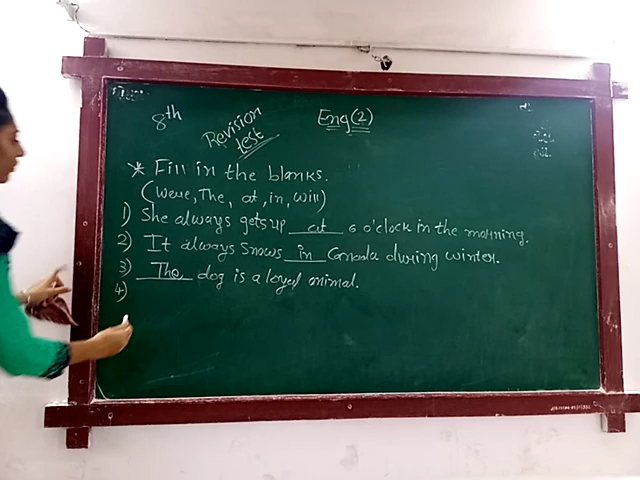 8th
Revision test
Eng (2)
* Fill in the blanks.
(Were, The, at, in, will)
1) She always gets up at 6 o'clock in the morning.
2) It always snows in Canada during winter.
3) The dog is a loyal animal.
4)